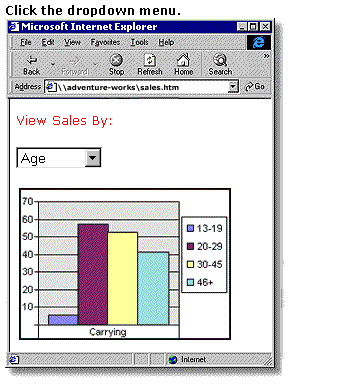 Click the dropdown menu.
Microsoft Internet Explorer
File Edit View Favorites Tools Help
Back Forward Stop Refresh Home Search
Address \\adventure-works\sales.htm Go
View Sales By:
Age
70
60
50
40
30
20
10
0
Carrying
13-19
20-29
30-45
46+
Internet